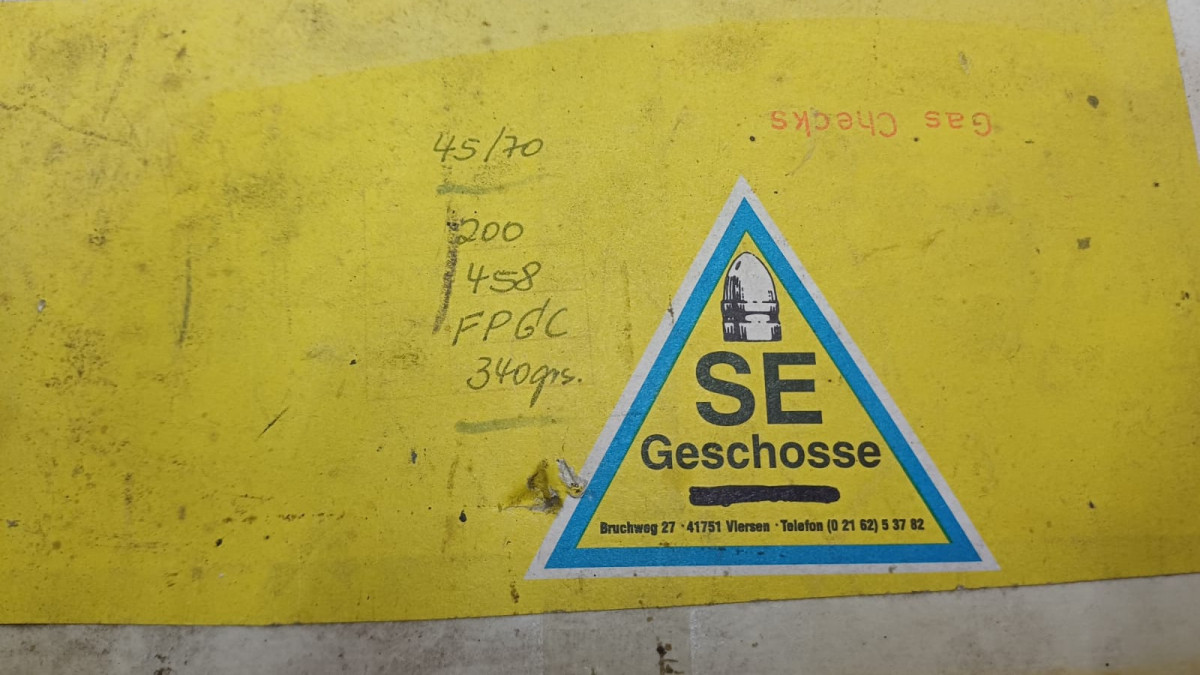 45/70
200
458
FPGC
340grs.
Gas Checks
SE
Geschosse
Bruchweg 27 · 41751 Viersen · Telefon (0 21 62) 5 37 82